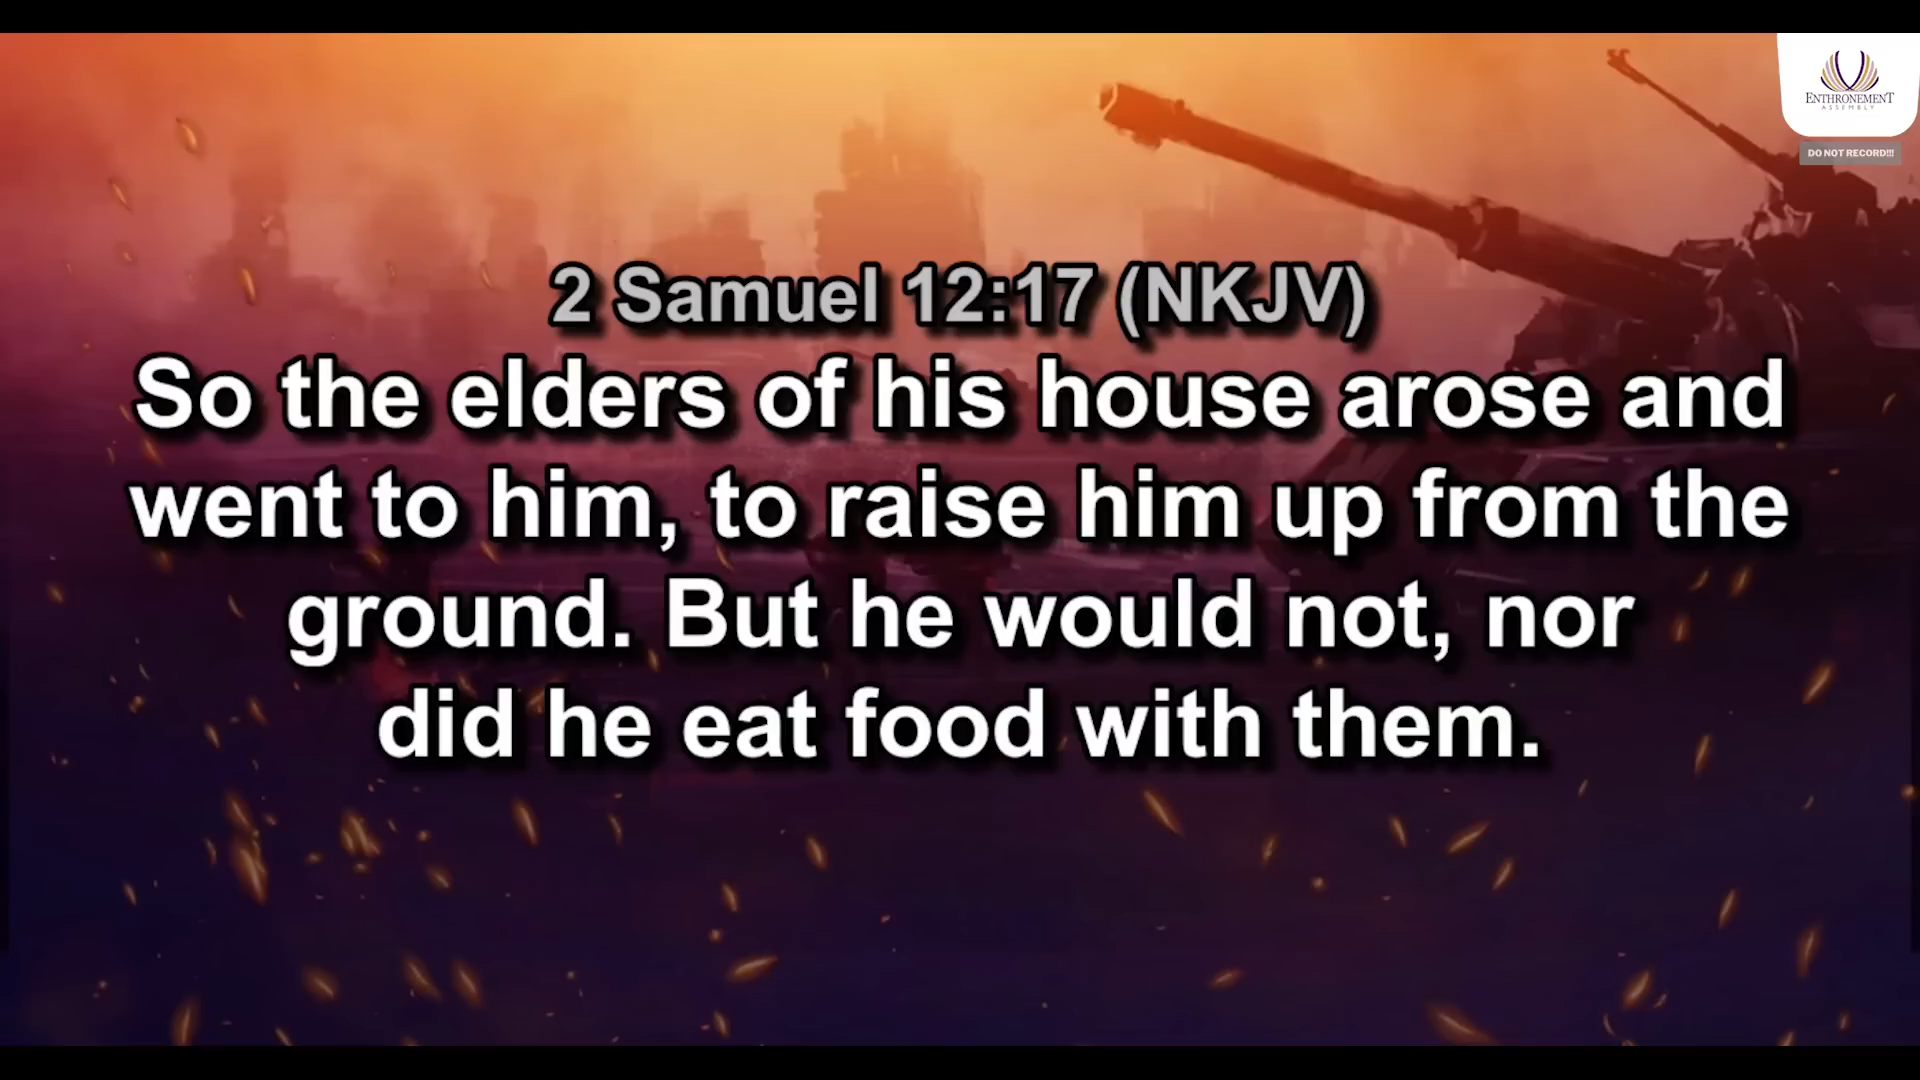 ENTHRONEMENT
ASSEMBLY
DO NOT RECORD!!!
2 Samuel 12:17 (NKJV)
So the elders of his house arose and
went to him, to raise him up from the
ground. But he would not, nor
did he eat food with them.